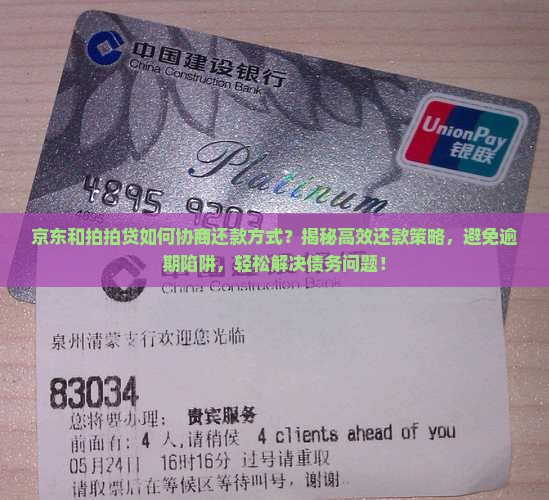 中国建设银行
China Construction Bank
UnionPay
银联
Platinum
4895
京东和拍拍贷如何协商还款方式？揭秘高效还款策略，避免逾
期陷阱，轻松解决债务问题！
泉州清蒙支行欢迎您光临
83034
您将要办理： 贵宾服务
前面有: 4 人,请稍侯 4 clients ahead of you
05月24日 16时16分 过号请重取
请取票后在等候区等待叫号，谢谢